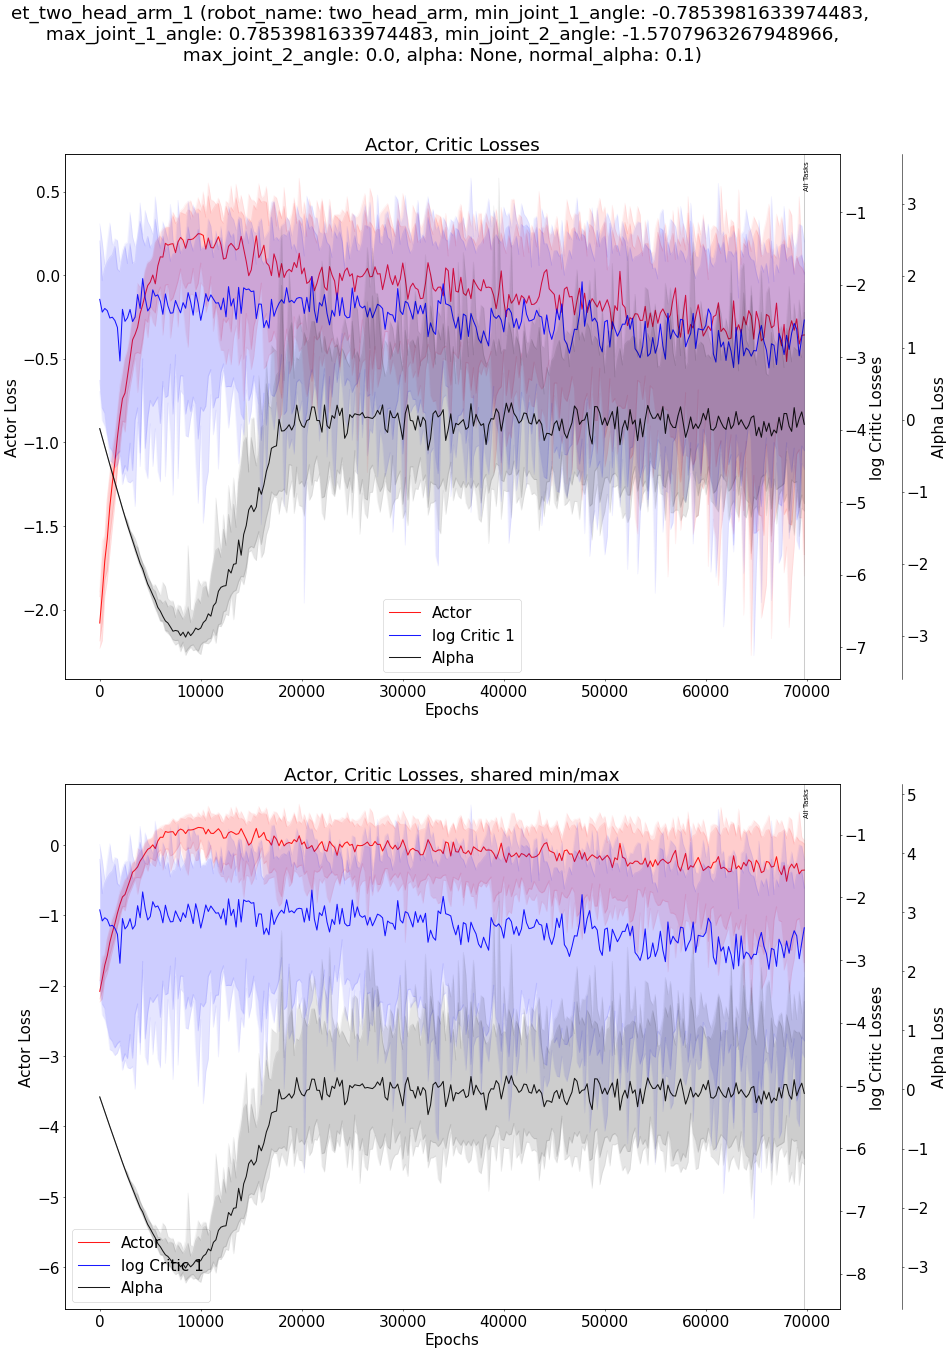 et_two_head_arm_1 (robot_name: two_head_arm, min_joint_1_angle: -0.7853981633974483,
max_joint_1_angle: 0.7853981633974483, min_joint_2_angle: -1.5707963267948966,
max_joint_2_angle: 0.0, alpha: None, normal_alpha: 0.1)
Actor, Critic Losses
All Tasks
0.5
0.0
−0.5
−1.0
−1.5
−2.0
Actor Loss
−1
−2
−3
−4
−5
−6
−7
log Critic Losses
3
2
1
0
−1
−2
−3
Alpha Loss
Actor
log Critic 1
Alpha
0 10000 20000 30000 40000 50000 60000 70000
Epochs
Actor, Critic Losses, shared min/max
All Tasks
0
−1
−2
−3
−4
−5
−6
Actor Loss
−1
−2
−3
−4
−5
−6
−7
−8
log Critic Losses
5
4
3
2
1
0
−1
−2
−3
Alpha Loss
Actor
log Critic 1
Alpha
0 10000 20000 30000 40000 50000 60000 70000
Epochs